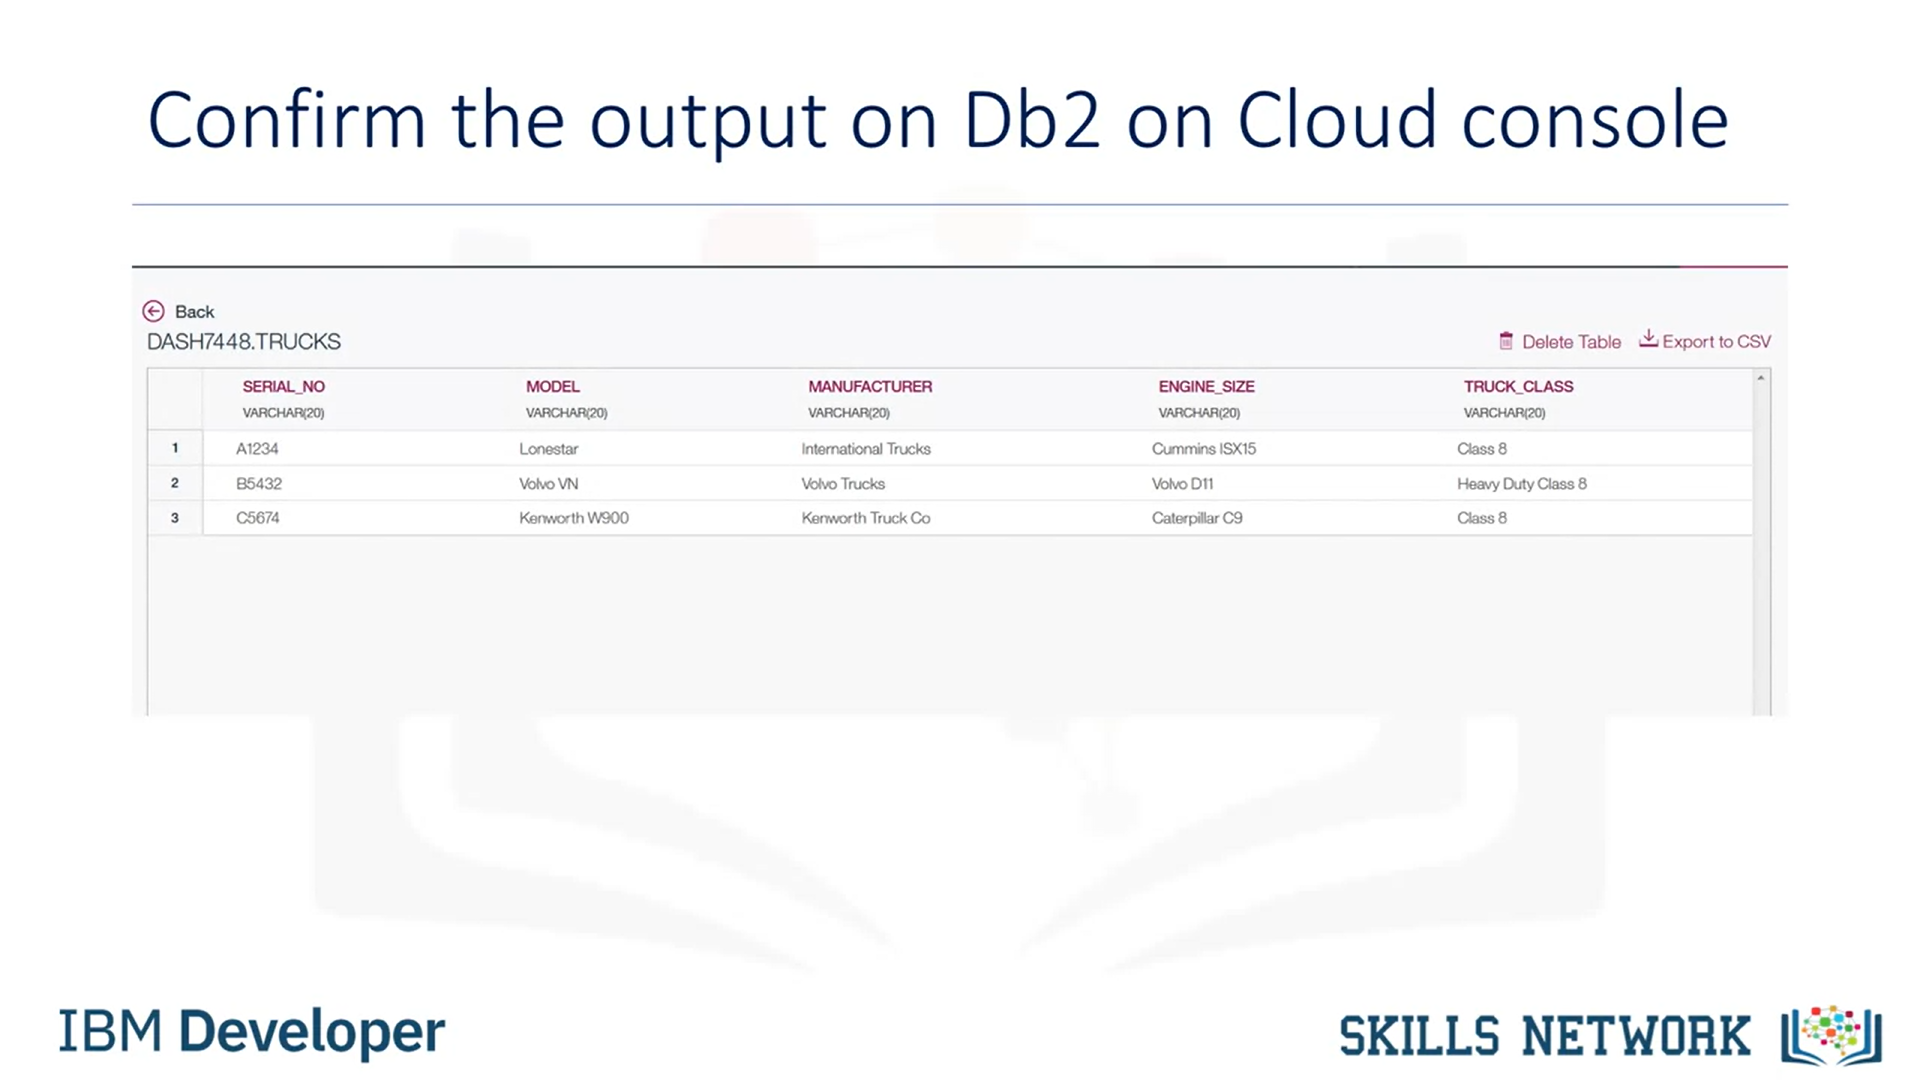 Confirm the output on Db2 on Cloud console
Back
DASH7448.TRUCKS
Delete Table Export to CSV
SERIAL_NO MODEL MANUFACTURER ENGINE_SIZE TRUCK_CLASS
VARCHAR(20) VARCHAR(20) VARCHAR(20) VARCHAR(20) VARCHAR(20)
1 A1234 Lonestar International Trucks Cummins ISX15 Class 8
2 B5432 Volvo VN Volvo Trucks Volvo D11 Heavy Duty Class 8
3 C5674 Kenworth W900 Kenworth Truck Co Caterpillar C9 Class 8
IBM Developer
SKILLS NETWORK